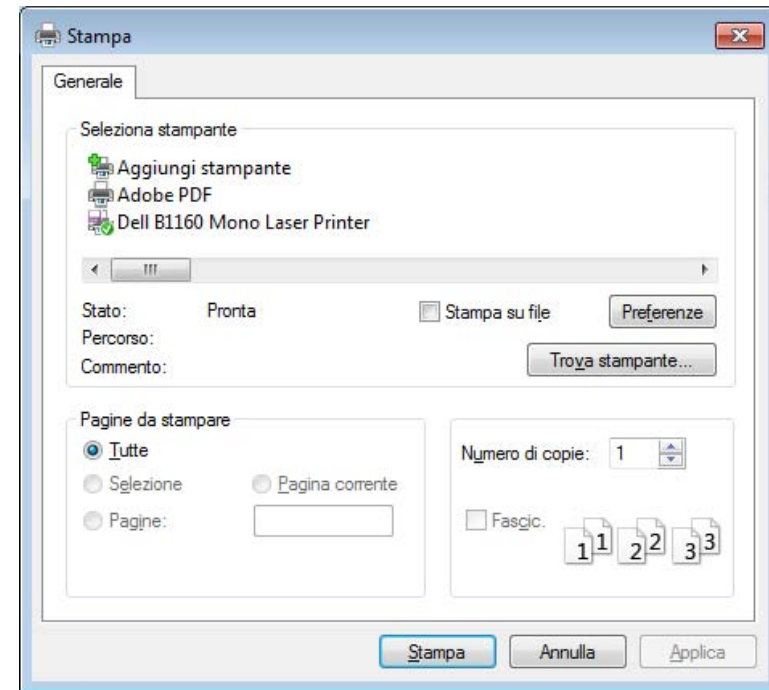 Stampa
Generale
Seleziona stampante
Aggiungi stampante
Adobe PDF
Dell B1160 Mono Laser Printer
Stato: Pronta
Stampa su file
Preferenze
Percorso:
Commento:
Trova stampante...
Pagine da stampare
Tutte
Selezione
Pagina corrente
Pagine:
Numero di copie: 1
Fascic.
1 1 2 2 3 3
Stampa
Annulla
Applica